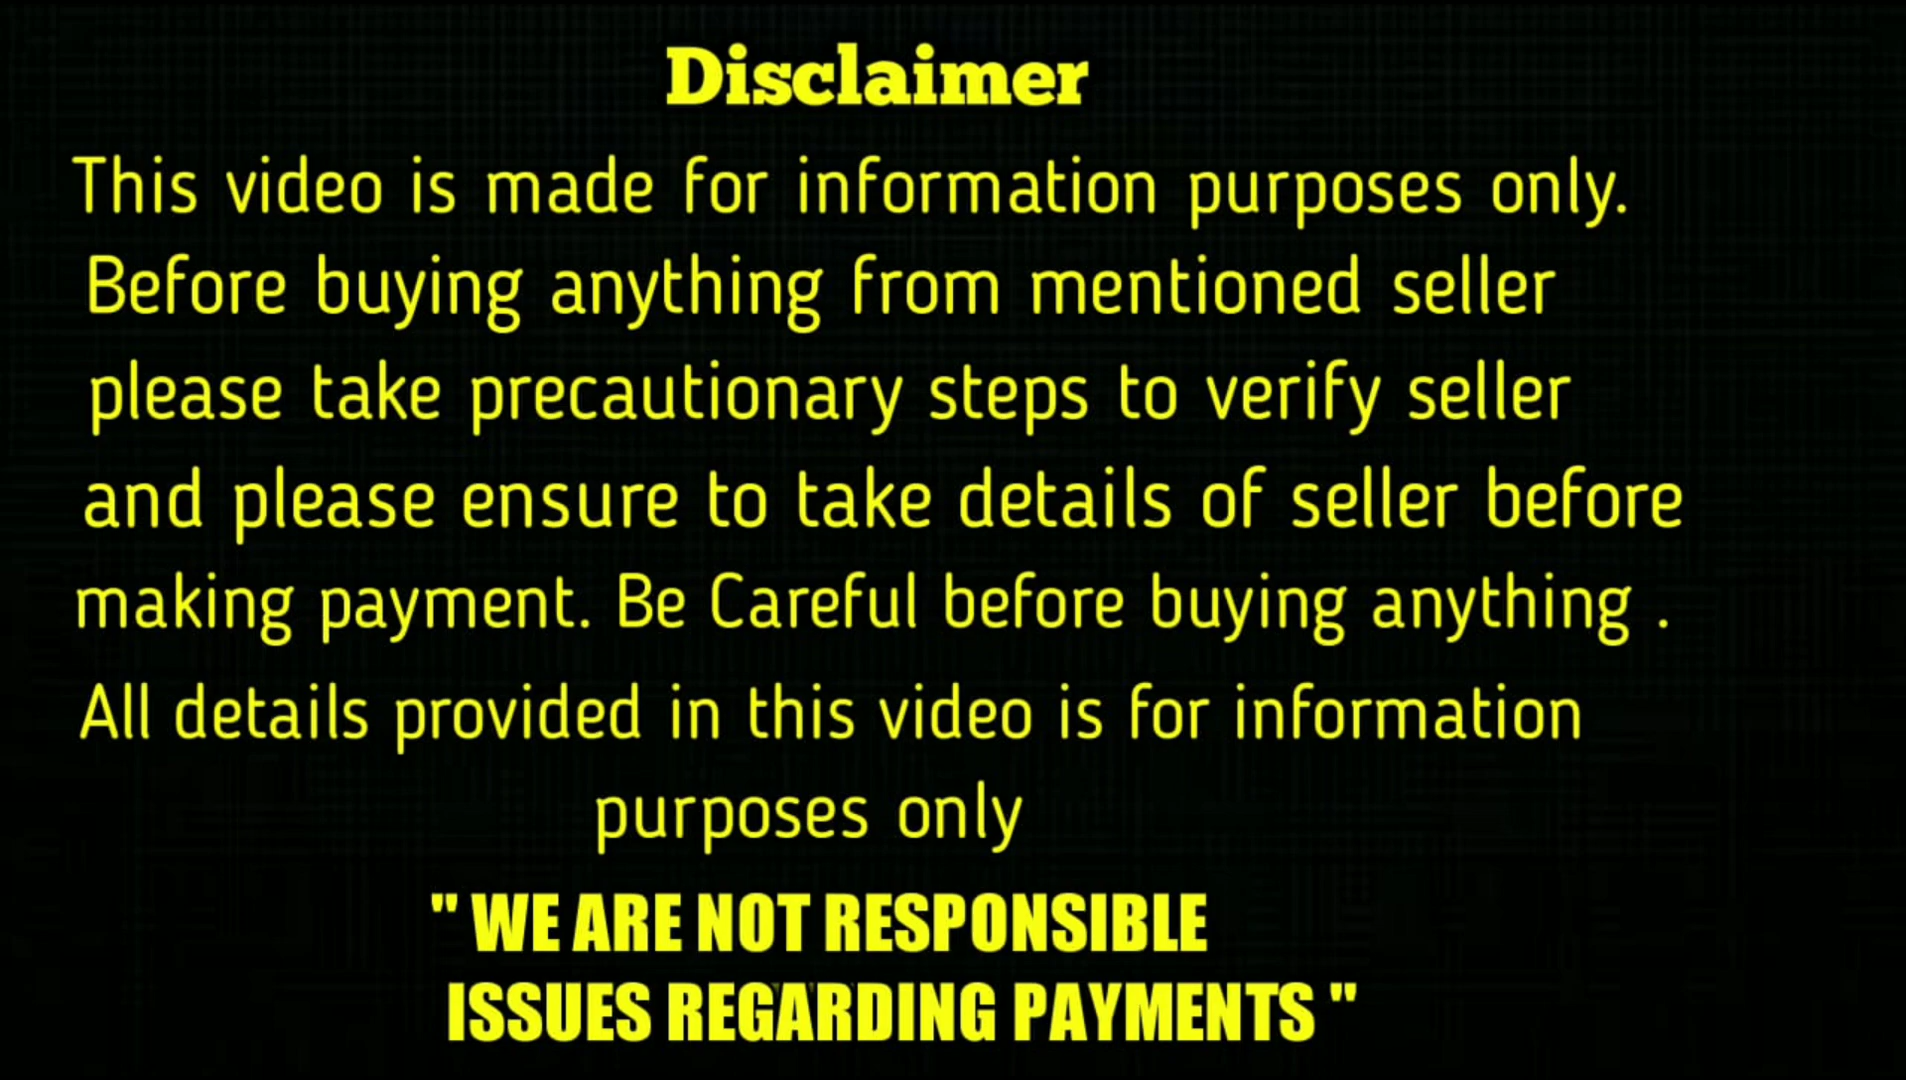 Disclaimer
This video is made for information purposes only.
Before buying anything from mentioned seller
please take precautionary steps to verify seller
and please ensure to take details of seller before
making payment. Be Careful before buying anything .
All details provided in this video is for information
purposes only
" WE ARE NOT RESPONSIBLE
ISSUES REGARDING PAYMENTS "